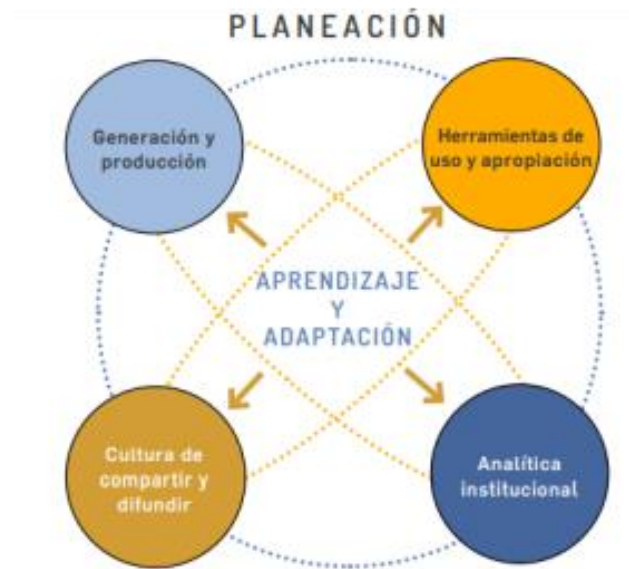 PLANEACIÓN
Generación y
producción
Herramientas de
uso y apropiación
APRENDIZAJE
Y
ADAPTACIÓN
Cultura de
compartir y
difundir
Analítica
institucional